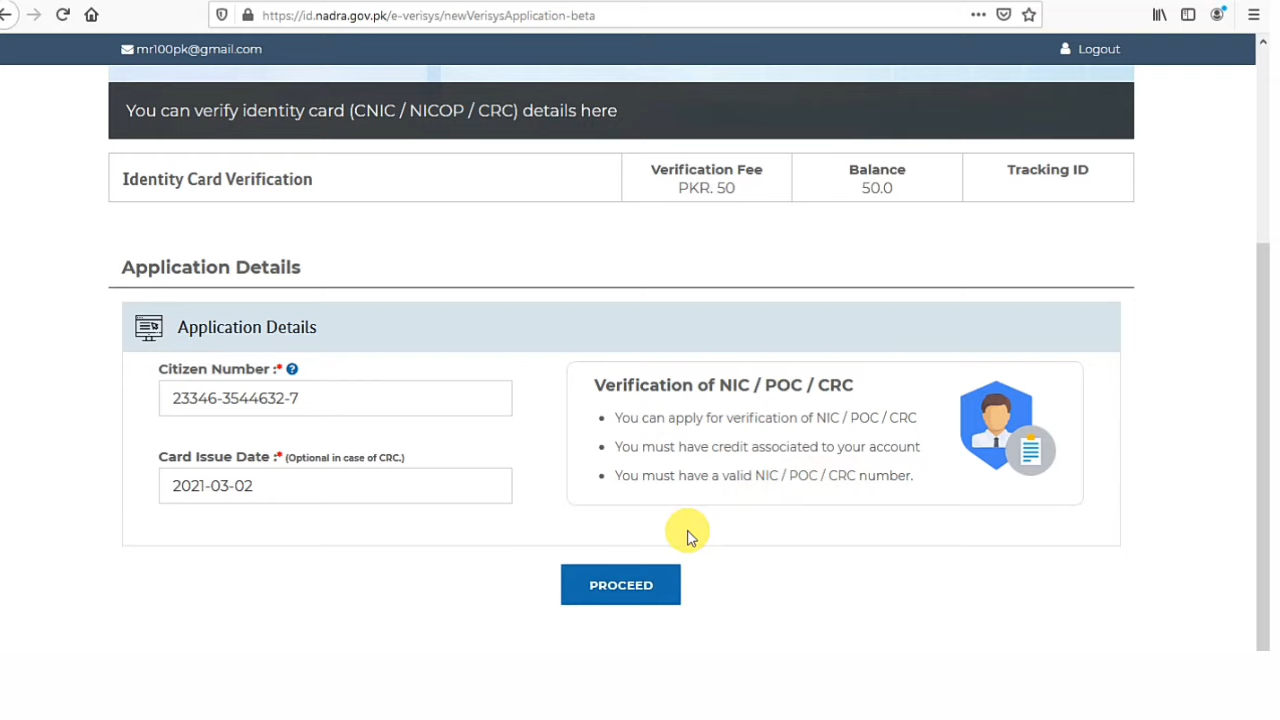 https://id.nadra.gov.pk/e-verisys/newVerisysApplication-beta
mr100pk@gmail.com
Logout
You can verify identity card (CNIC / NICOP / CRC) details here
Identity Card Verification
Verification Fee
PKR. 50
Balance
50.0
Tracking ID
Application Details
Application Details
Citizen Number :*
23346-3544632-7
Card Issue Date :* (Optional in case of CRC.)
2021-03-02
Verification of NIC / POC / CRC
You can apply for verification of NIC / POC / CRC
You must have credit associated to your account
You must have a valid NIC / POC / CRC number.
PROCEED